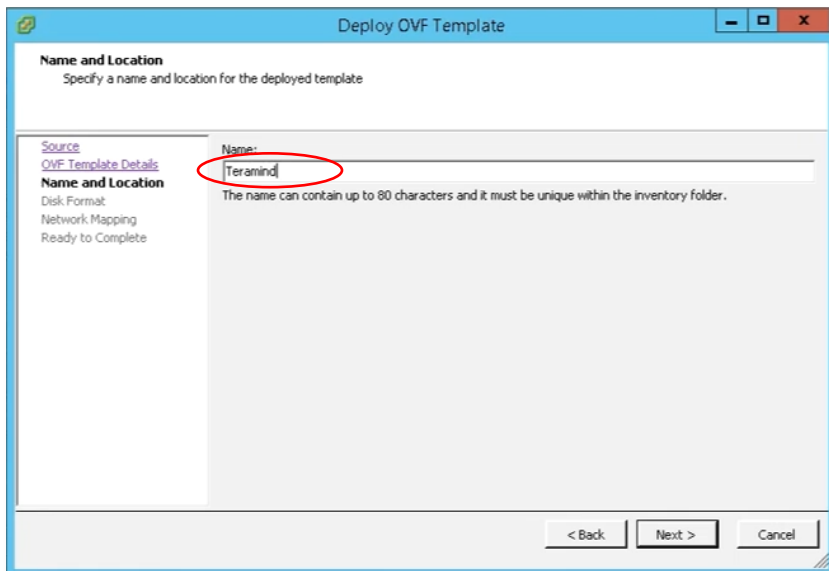 Deploy OVF Template
Name and Location
Specify a name and location for the deployed template
Source
OVF Template Details
Name and Location
Disk Format
Network Mapping
Ready to Complete
Name:
Teramind
The name can contain up to 80 characters and it must be unique within the inventory folder.
< Back
Next >
Cancel